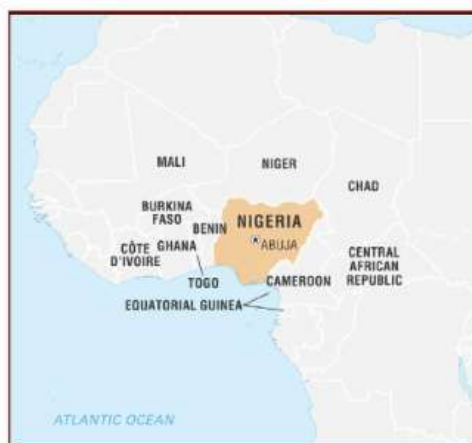 MALI
NIGER
CHAD
BURKINA
FASO
BENIN
NIGERIA
ABUJA
CÔTE
D'IVOIRE
GHANA
TOGO
CAMEROON
CENTRAL
AFRICAN
REPUBLIC
EQUATORIAL GUINEA
ATLANTIC OCEAN